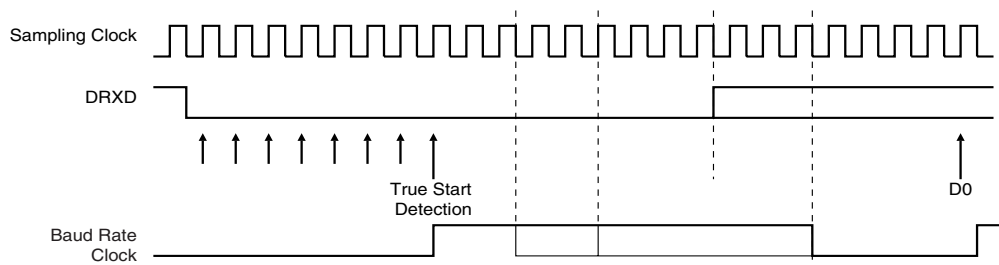 Sampling Clock
DRXD
True Start
Detection
D0
Baud Rate
Clock